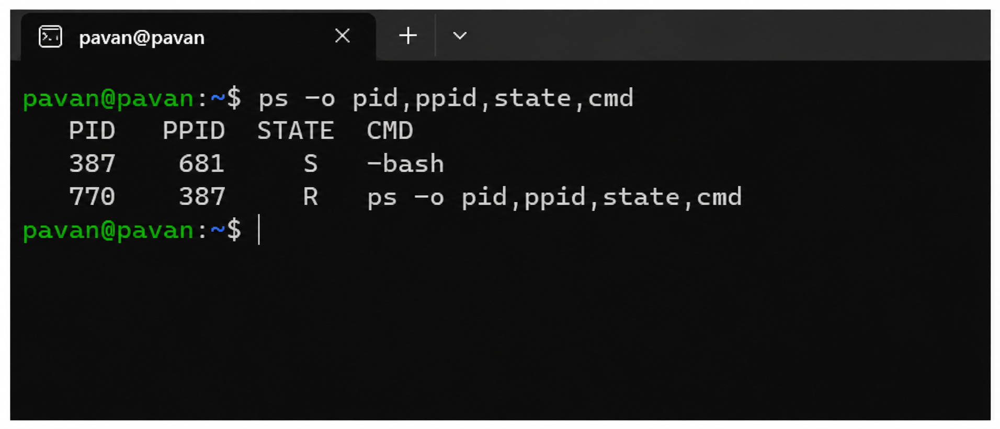 pavan@pavan
pavan@pavan:~$ ps -o pid,ppid,state,cmd
PID PPID STATE CMD
387 681 S -bash
770 387 R ps -o pid,ppid,state,cmd
pavan@pavan:~$